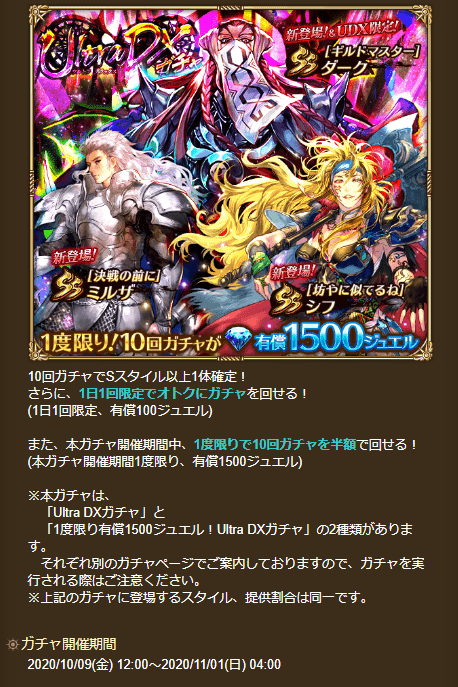 Ultra DX ガチャ
新登場!&UDX限定!
SS [ギルドマスター]
ダーク
新登場!
SS [決戦の前に]
ミルザ
新登場!
SS [坊やに似てるね]
シフ
1度限り!10回ガチャが 有償1500ジュエル
10回ガチャでSスタイル以上1体確定！
さらに、1日1回限定でオトクにガチャを回せる！
(1日1回限定、有償100ジュエル)
また、本ガチャ開催期間中、1度限りで10回ガチャを半額で回せる！
(本ガチャ開催期間1度限り、有償1500ジュエル)
※本ガチャは、
「Ultra DXガチャ」と
「1度限り有償1500ジュエル！Ultra DXガチャ」の2種類がありま
す。
それぞれ別のガチャページでご案内しておりますので、ガチャを実
行される際はご注意ください。
※上記のガチャに登場するスタイル、提供割合は同一です。
ガチャ開催期間
2020/10/09(金) 12:00～2020/11/01(日) 04:00